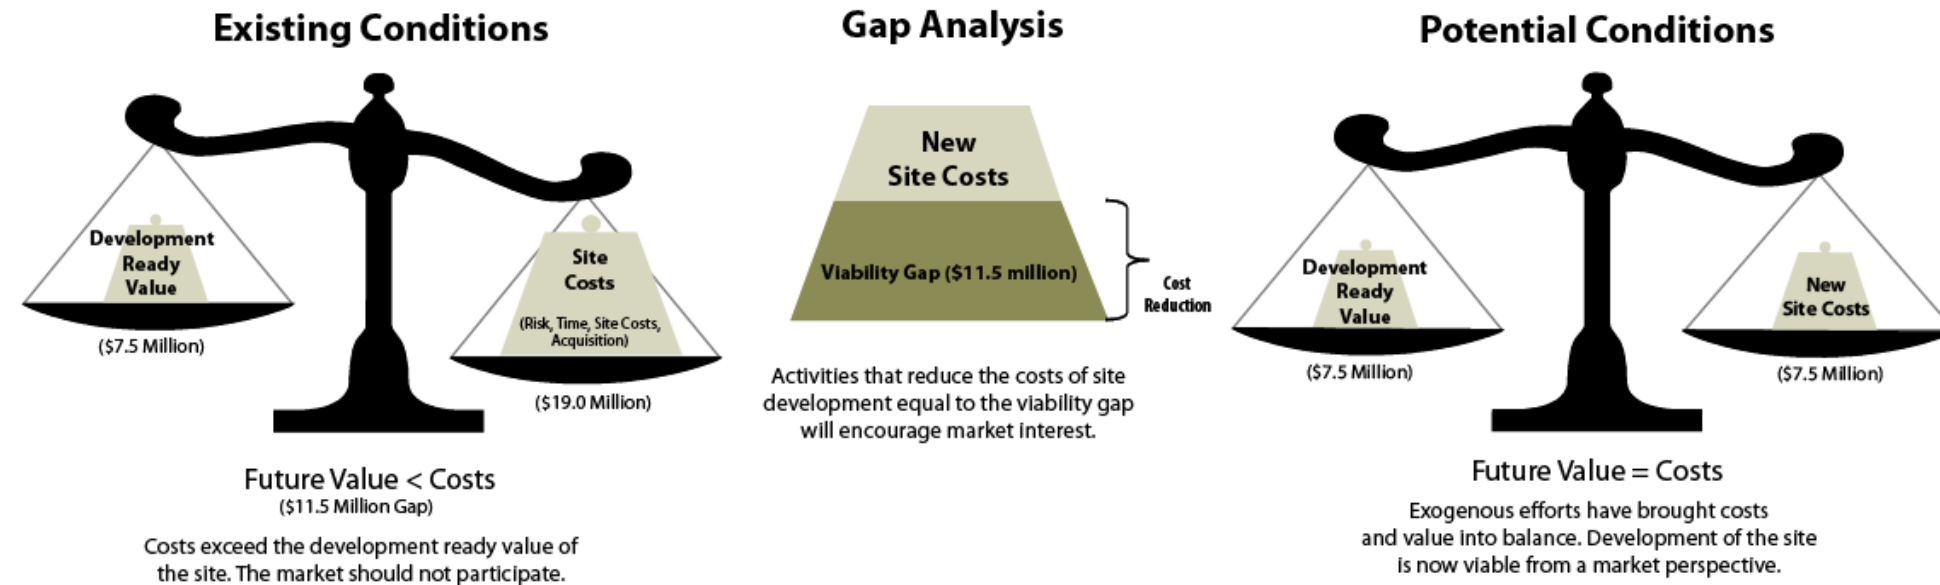 Existing Conditions
Development
Ready
Value
($7.5 Million)
Site
Costs
(Risk, Time, Site Costs,
Acquisition)
($19.0 Million)
Future Value < Costs
($11.5 Million Gap)
Costs exceed the development ready value of
the site. The market should not participate.
Gap Analysis
New
Site Costs
Viability Gap ($11.5 million)
Cost
Reduction
Activities that reduce the costs of site
development equal to the viability gap
will encourage market interest.
Potential Conditions
Development
Ready
Value
($7.5 Million)
New
Site Costs
($7.5 Million)
Future Value = Costs
Exogenous efforts have brought costs
and value into balance. Development of the site
is now viable from a market perspective.